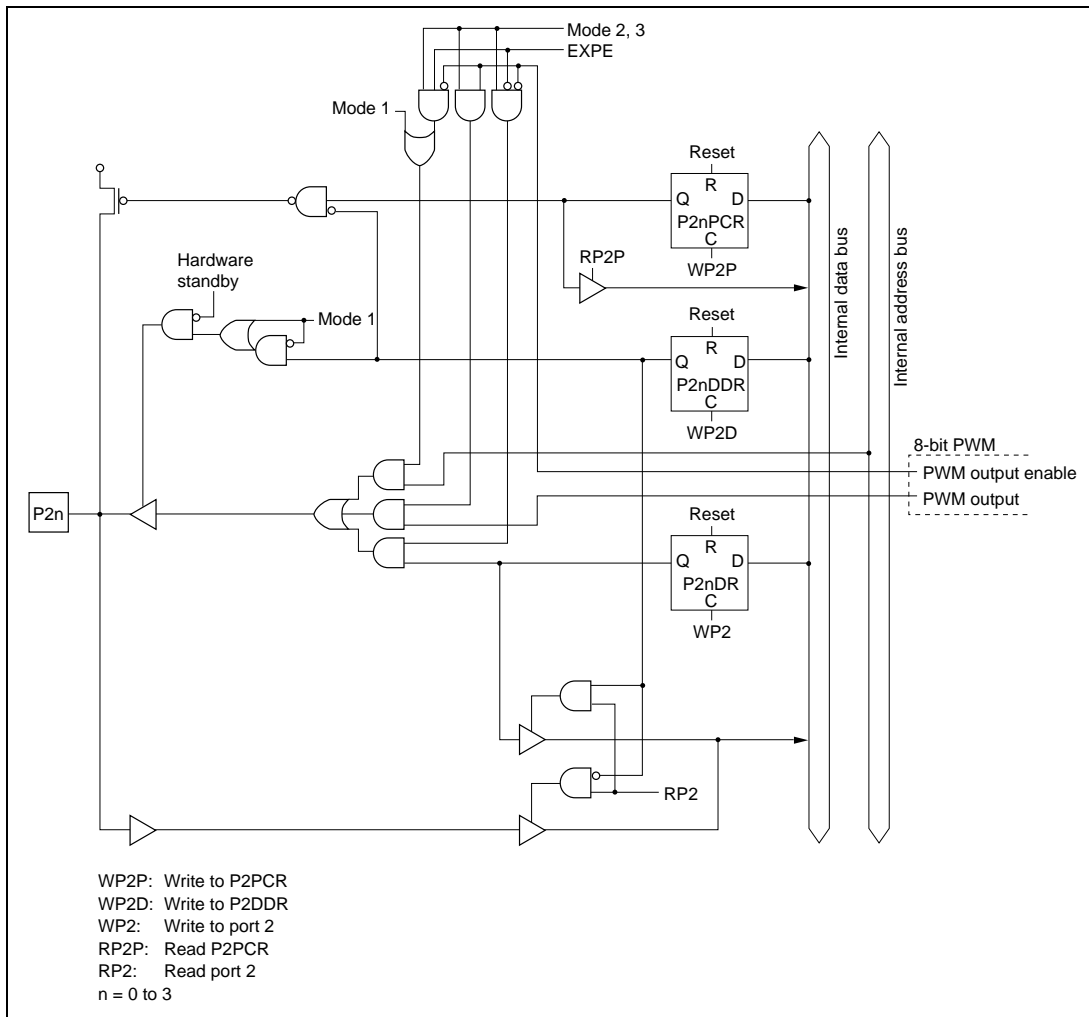 Mode 2, 3
EXPE
Mode 1
Reset
R
Q D
P2nPCR
C
WP2P
RP2P
Hardware
standby
Mode 1
Reset
R
Q D
P2nDDR
C
WP2D
Internal data bus
Internal address bus
8-bit PWM
PWM output enable
PWM output
P2n
Reset
R
Q D
P2nDR
C
WP2
RP2
WP2P: Write to P2PCR
WP2D: Write to P2DDR
WP2: Write to port 2
RP2P: Read P2PCR
RP2: Read port 2
n = 0 to 3